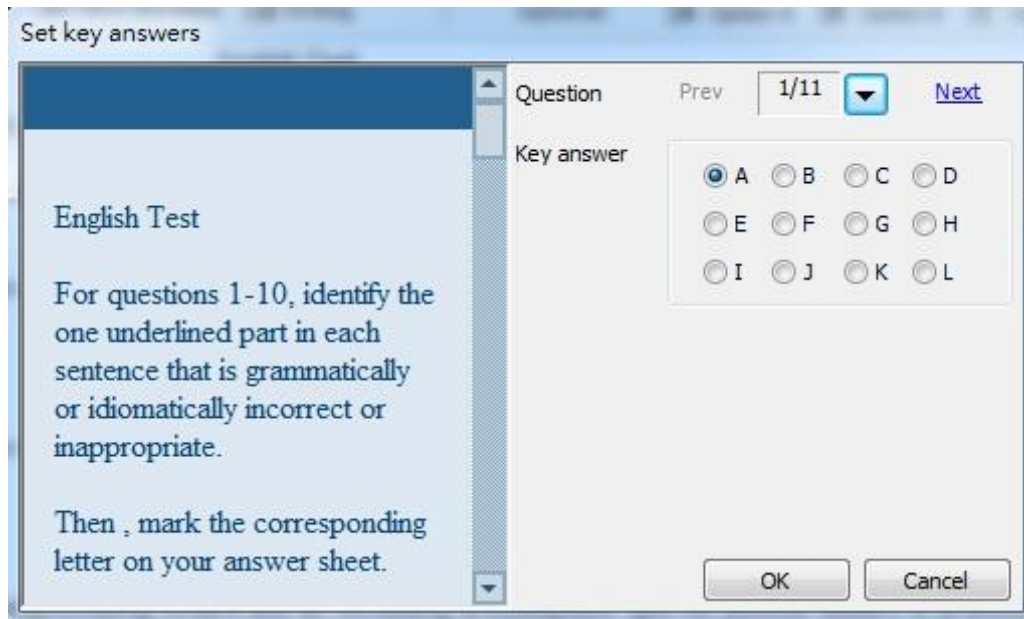 Set key answers
Question Prev 1/11 Next
Key answer
A B C D
E F G H
I J K L
English Test
For questions 1-10, identify the
one underlined part in each
sentence that is grammatically
or idiomatically incorrect or
inappropriate.
Then , mark the corresponding
letter on your answer sheet.
OK Cancel